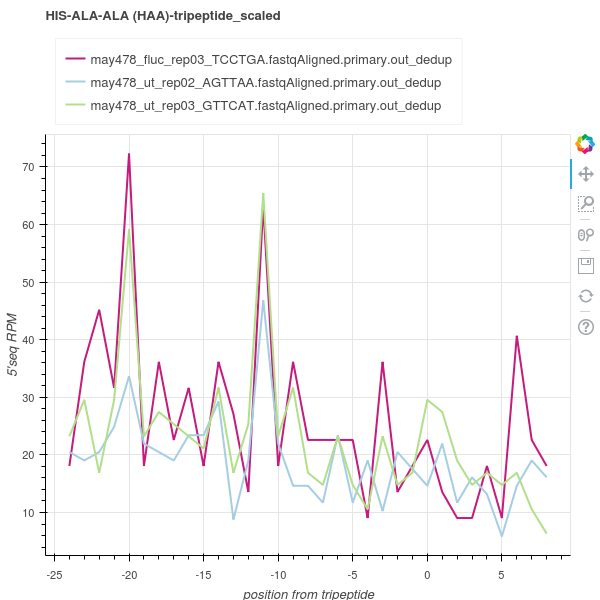 HIS-ALA-ALA (HAA)-tripeptide_scaled
may478_fluc_rep03_TCCTGA.fastqAligned.primary.out_dedup
may478_ut_rep02_AGTTAA.fastqAligned.primary.out_dedup
may478_ut_rep03_GTTCAT.fastqAligned.primary.out_dedup
70
60
50
40
30
20
10
5'seq RPM
-25 -20 -15 -10 -5 0 5
position from tripeptide